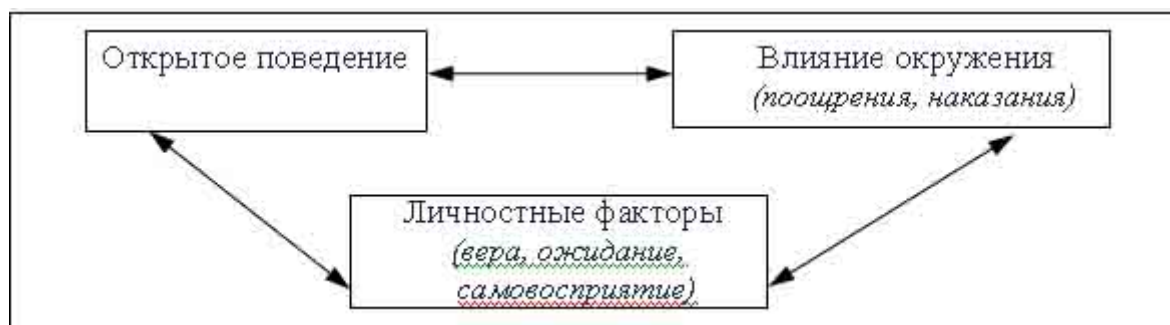 Открытое поведение
Влияние окружения
(поощрения, наказания)
Личностные факторы
(вера, ожидание,
самовосприятие)